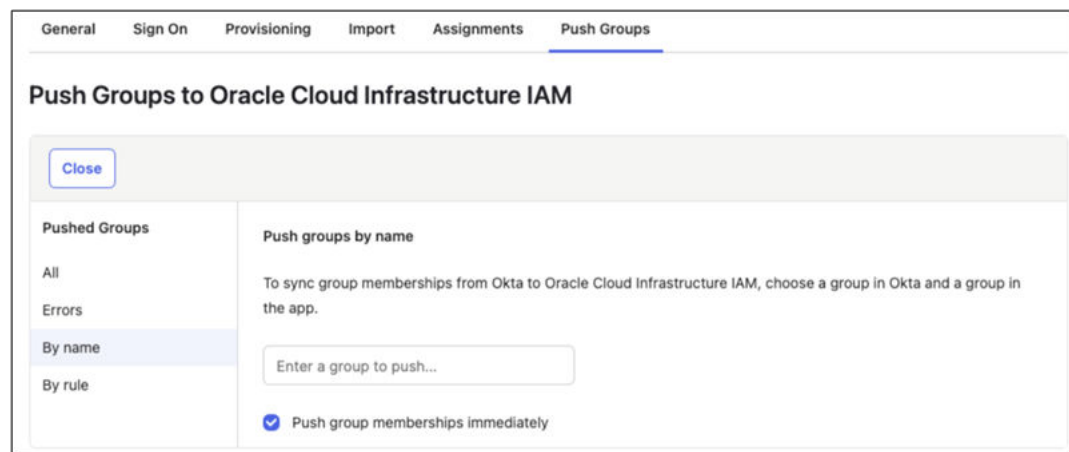 General Sign On Provisioning Import Assignments Push Groups
Push Groups to Oracle Cloud Infrastructure IAM
Close
Pushed Groups
All
Errors
By name
By rule
Push groups by name
To sync group memberships from Okta to Oracle Cloud Infrastructure IAM, choose a group in Okta and a group in
the app.
Enter a group to push...
Push group memberships immediately